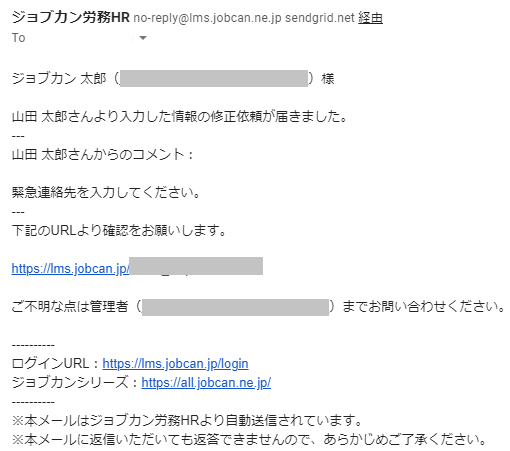 ジョブカン労務HR no-reply@lms.jobcan.ne.jp sendgrid.net 経由
To
ジョブカン 太郎（ ）様
山田 太郎さんより入力した情報の修正依頼が届きました。
---
山田 太郎さんからのコメント：
緊急連絡先を入力してください。
---
下記のURLより確認をお願いします。
https://lms.jobcan.jp/
ご不明な点は管理者（ ）までお問い合わせください。
----------
ログインURL：https://lms.jobcan.jp/login
ジョブカンシリーズ：https://all.jobcan.ne.jp/
----------
※本メールはジョブカン労務HRより自動送信されています。
※本メールに返信いただいても返答できませんので、あらかじめご了承ください。